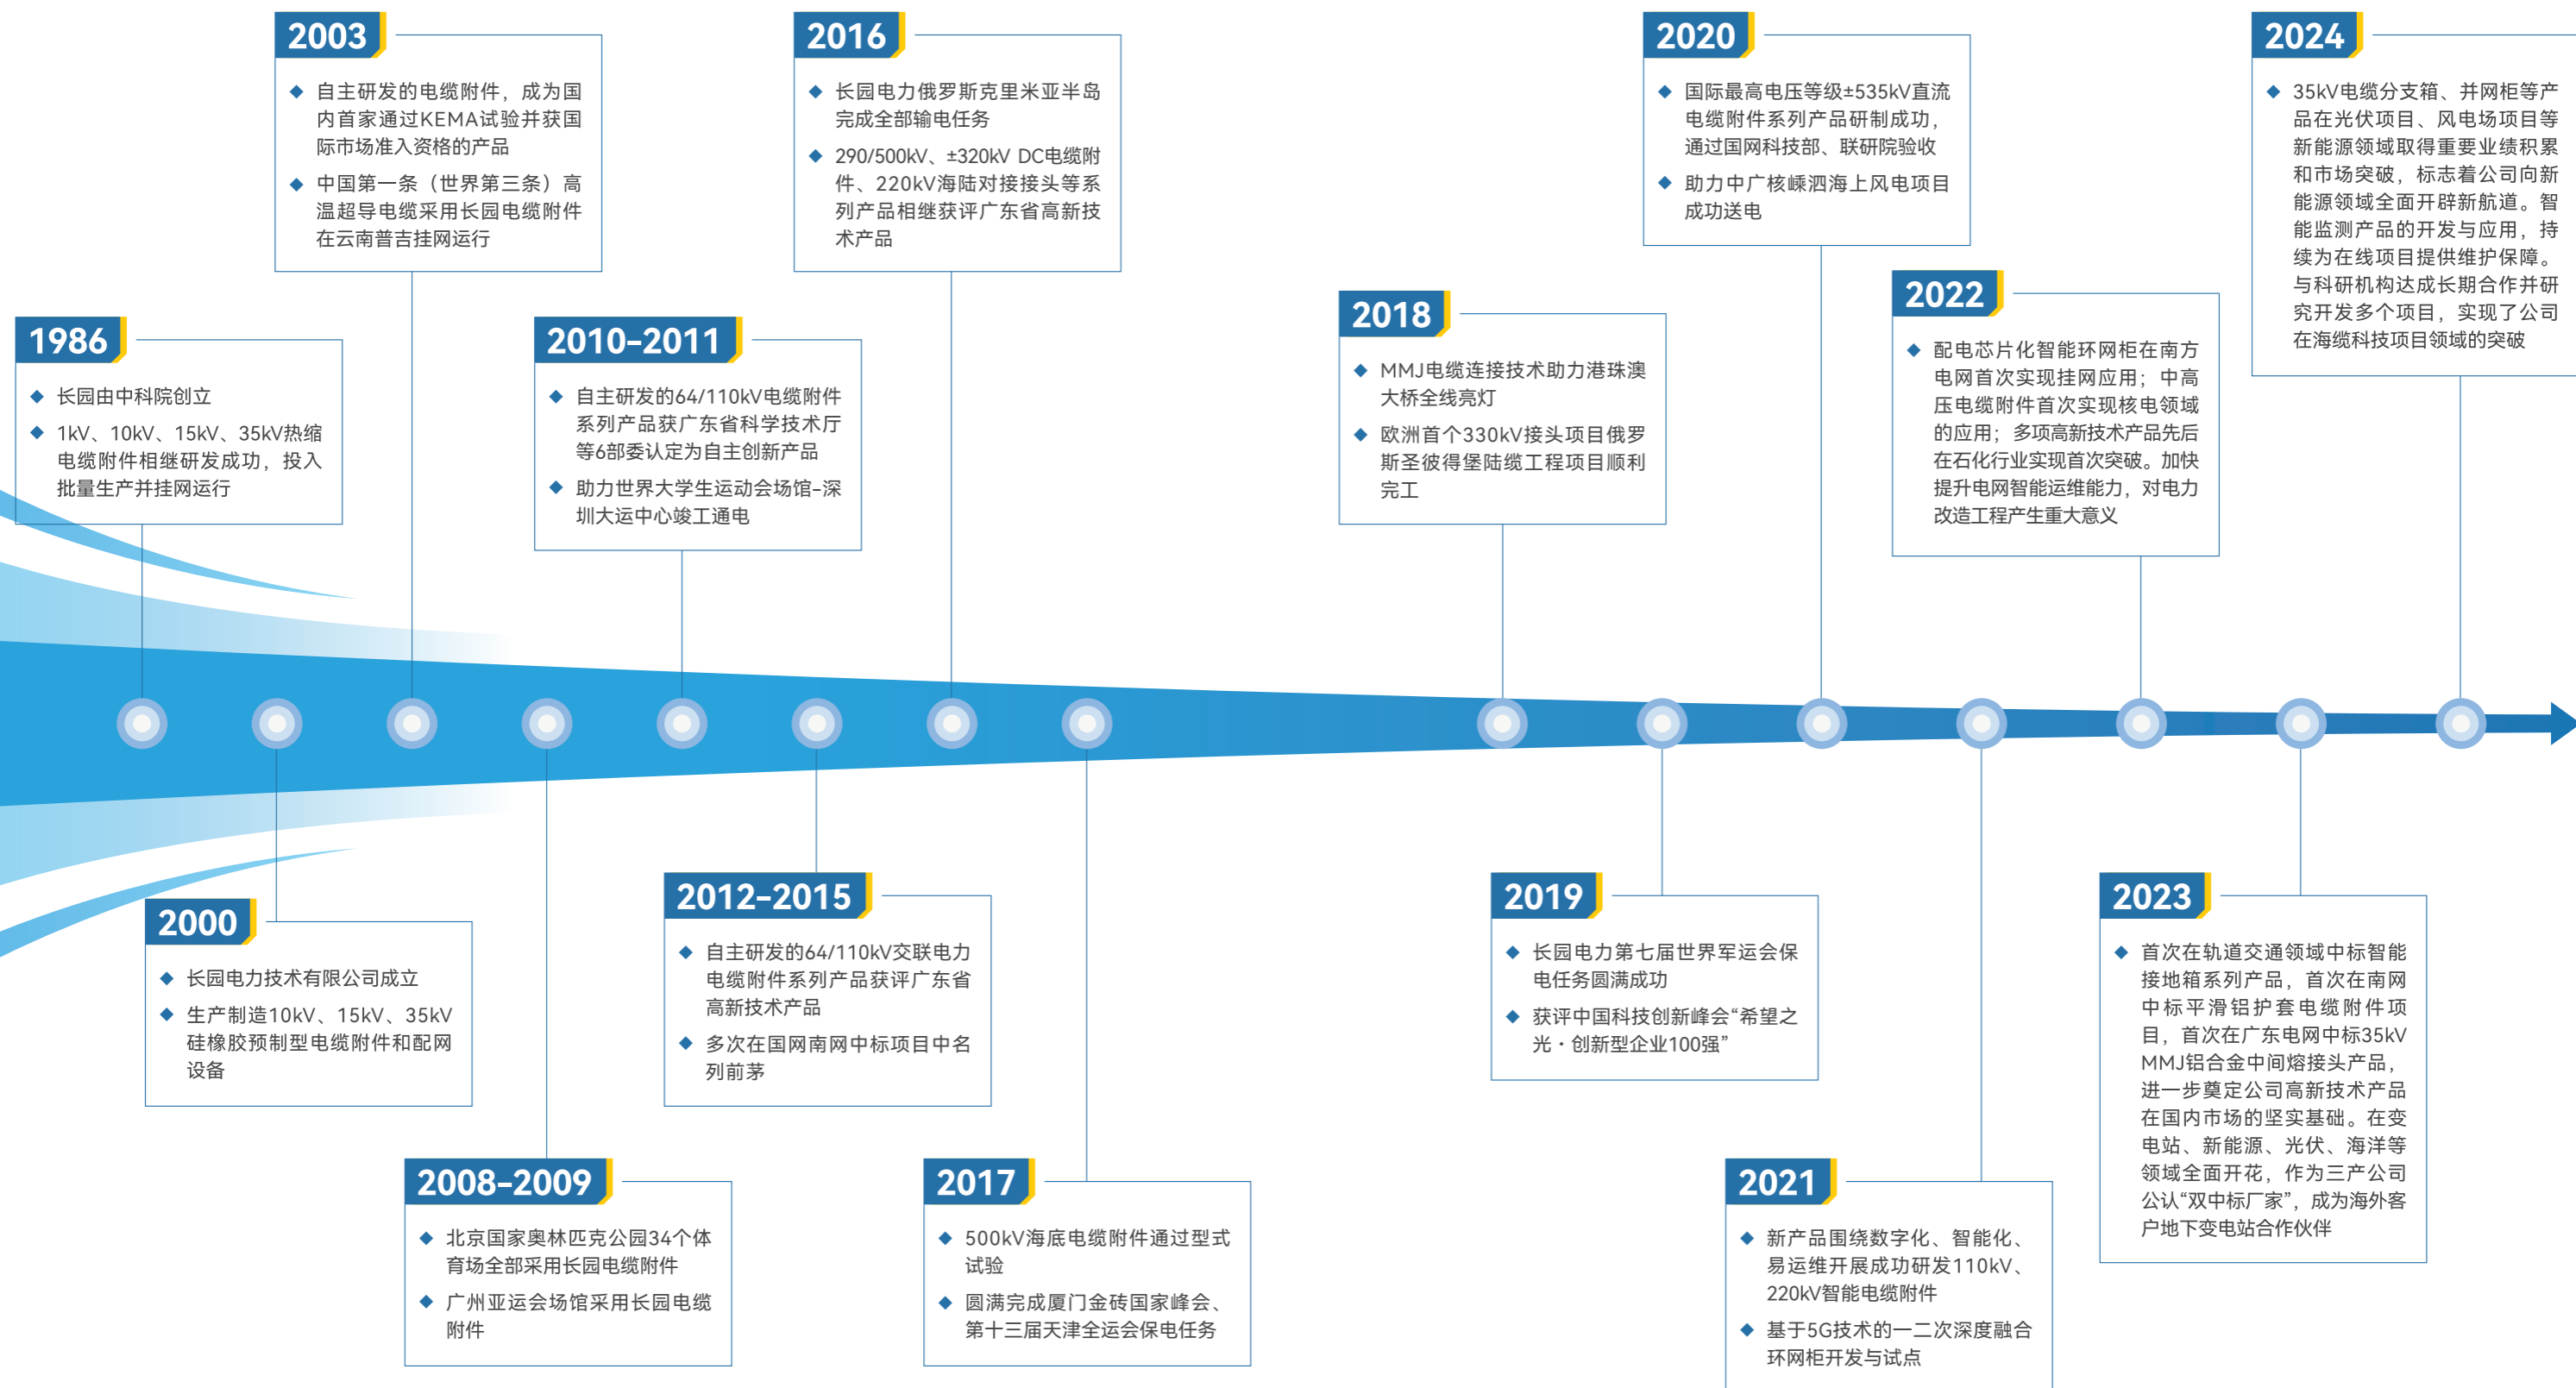 2003
自主研发的电缆附件，成为国
内首家通过KEMA试验并获国
际市场准入资格的产品
中国第一条（世界第三条）高
温超导电缆采用长园电缆附件
在云南普吉挂网运行
2016
长园电力俄罗斯克里米亚半岛
完成全部输电任务
290/500kV、±320kV DC电缆附
件、220kV海陆对接接头等系
列产品相继获评广东省高新技
术产品
2020
国际最高电压等级±535kV直流
电缆附件系列产品研制成功，
通过国网科技部、联研院验收
助力中广核嵊泗海上风电项目
成功送电
2024
35kV电缆分支箱、并网柜等产
品在光伏项目、风电场项目等
新能源领域取得重要业绩积累
和市场突破，标志着公司向新
能源领域全面开辟新航道。智
能监测产品的开发与应用，持
续为在线项目提供维护保障。
与科研机构达成长期合作并研
究开发多个项目，实现了公司
在海缆科技项目领域的突破
1986
长园由中科院创立
1kV、10kV、15kV、35kV热缩
电缆附件相继研发成功，投入
批量生产并挂网运行
2010-2011
自主研发的64/110kV电缆附件
系列产品获广东省科学技术厅
等6部委认定为自主创新产品
助力世界大学生运动会场馆-深
圳大运中心竣工通电
2018
MMJ电缆连接技术助力港珠澳
大桥全线亮灯
欧洲首个330kV接头项目俄罗
斯圣彼得堡陆缆工程项目顺利
完工
2022
配电芯片化智能环网柜在南方
电网首次实现挂网应用；中高
压电缆附件首次实现核电领域
的应用；多项高新技术产品先后
在石化行业实现首次突破。加快
提升电网智能运维能力，对电力
改造工程产生重大意义
2000
长园电力技术有限公司成立
生产制造10kV、15kV、35kV
硅橡胶预制型电缆附件和配网
设备
2012-2015
自主研发的64/110kV交联电力
电缆附件系列产品获评广东省
高新技术产品
多次在国网南网中标项目中名
列前茅
2019
长园电力第七届世界军运会保
电任务圆满成功
获评中国科技创新峰会“希望之
光·创新型企业100强”
2023
首次在轨道交通领域中标智能
接地箱系列产品，首次在南网
中标平滑铝护套电缆附件项
目，首次在广东电网中标35kV
MMJ铝合金中间熔接头产品，
进一步奠定公司高新技术产品
在国内市场的坚实基础。在变
电站、新能源、光伏、海洋等
领域全面开花，作为三产公司
公认“双中标厂家”，成为海外客
户地下变电站合作伙伴
2008-2009
北京国家奥林匹克公园34个体
育场全部采用长园电缆附件
广州亚运会场馆采用长园电缆
附件
2017
500kV海底电缆附件通过型式
试验
圆满完成厦门金砖国家峰会、
第十三届天津全运会保电任务
2021
新产品围绕数字化、智能化、
易运维开展成功研发110kV、
220kV智能电缆附件
基于5G技术的一二次深度融合
环网柜开发与试点